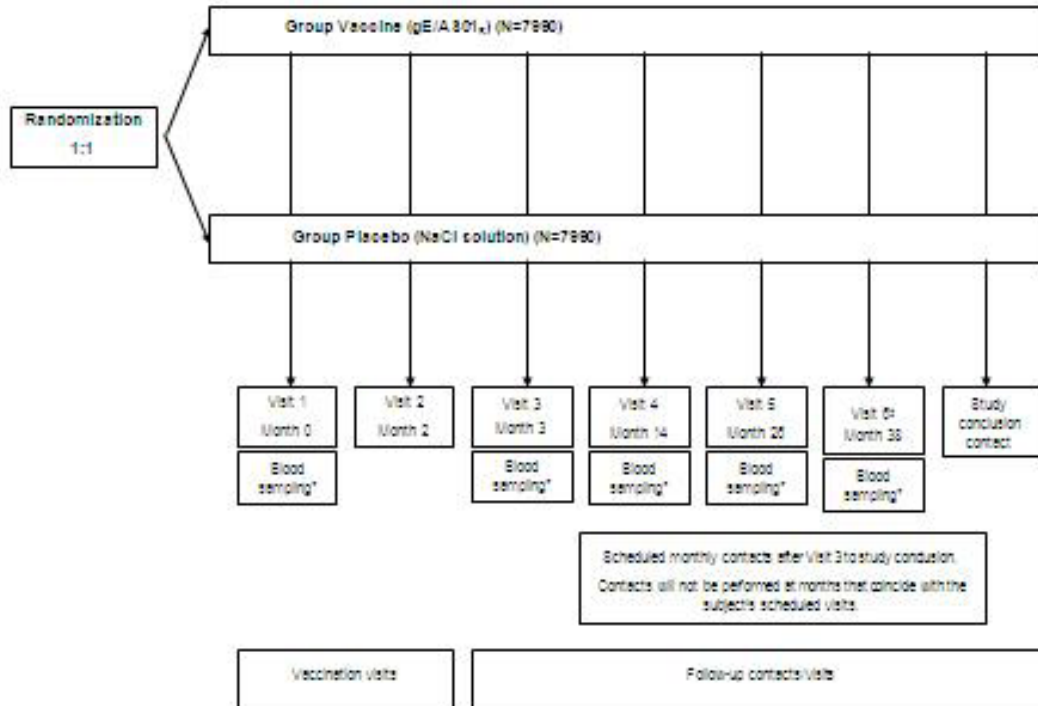 Group Vaccine (gE/AS01B) (N=7980)
Randomization
1:1
Group Placebo (NaCl solution) (N=7980)
Visit 1
Month 0
Visit 2
Month 2
Visit 3
Month 3
Visit 4
Month 14
Visit 5
Month 26
Visit 6
Month 38
Study
conclusion
contact
Blood
sampling*
Blood
sampling*
Blood
sampling*
Blood
sampling*
Blood
sampling*
Scheduled monthly contacts after Visit 3 to study conclusion.
Contacts will not be performed at months that coincide with the
subject's scheduled visits.
Vaccination visits
Follow-up contacts/visits